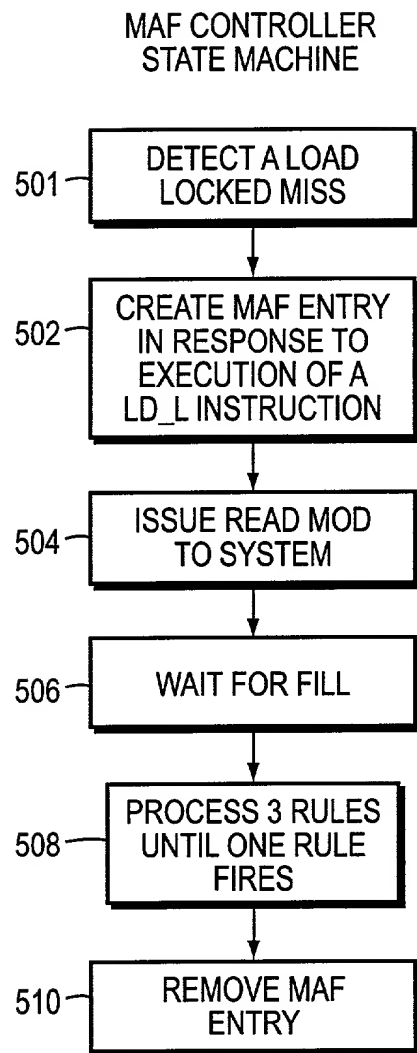 MAF CONTROLLER
STATE MACHINE
501
DETECT A LOAD
LOCKED MISS
502
CREATE MAF ENTRY
IN RESPONSE TO
EXECUTION OF A
LD_L INSTRUCTION
504
ISSUE READ MOD
TO SYSTEM
506
WAIT FOR FILL
508
PROCESS 3 RULES
UNTIL ONE RULE
FIRES
510
REMOVE MAF
ENTRY